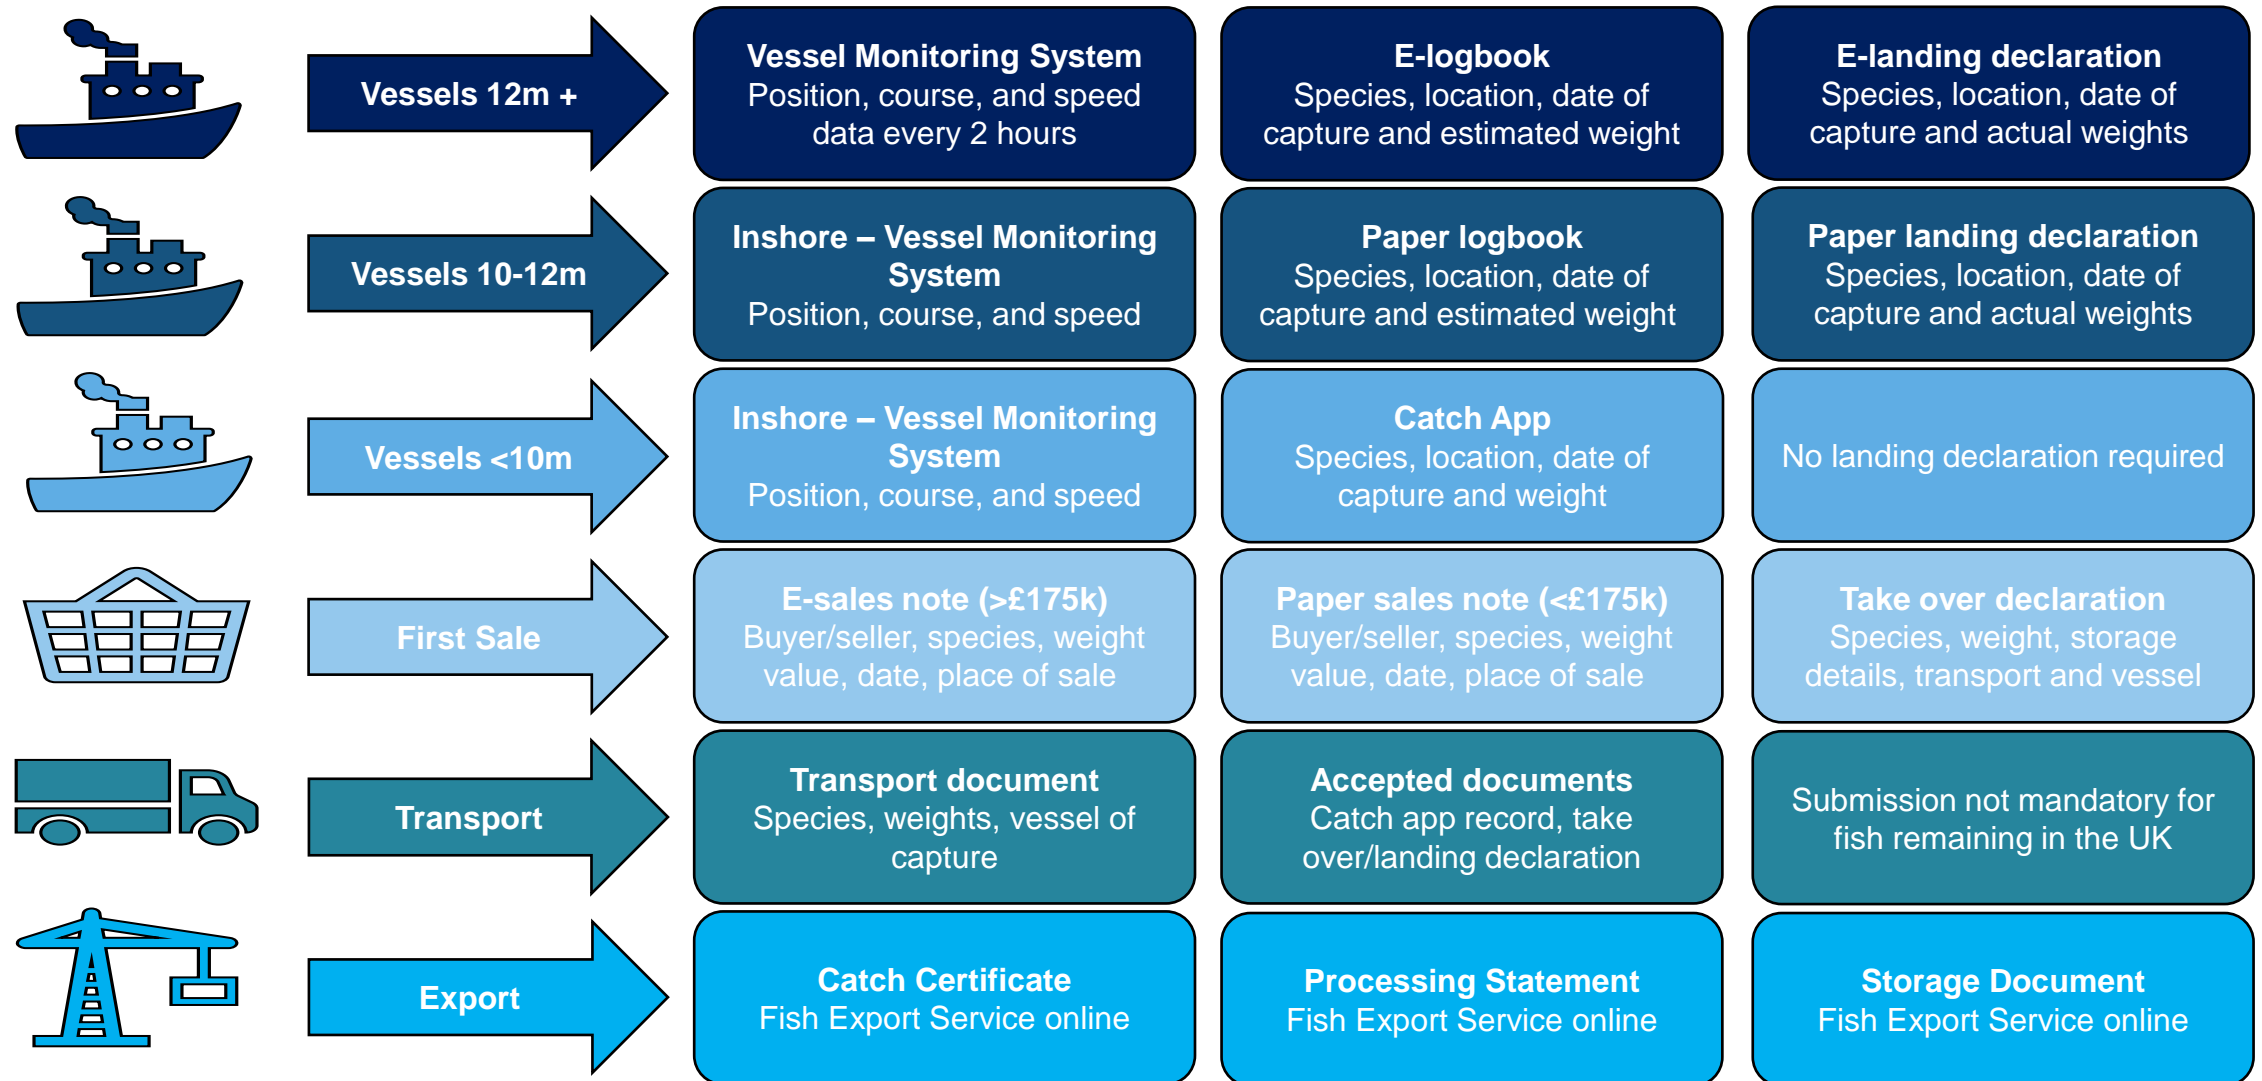 Vessels 12m +
Vessel Monitoring System
Position, course, and speed
data every 2 hours
E-logbook
Species, location, date of
capture and estimated weight
E-landing declaration
Species, location, date of
capture and actual weights
Vessels 10-12m
Inshore – Vessel Monitoring
System
Position, course, and speed
Paper logbook
Species, location, date of
capture and estimated weight
Paper landing declaration
Species, location, date of
capture and actual weights
Vessels <10m
Inshore – Vessel Monitoring
System
Position, course, and speed
Catch App
Species, location, date of
capture and weight
No landing declaration required
First Sale
E-sales note (>£175k)
Buyer/seller, species, weight
value, date, place of sale
Paper sales note (<£175k)
Buyer/seller, species, weight
value, date, place of sale
Take over declaration
Species, weight, storage
details, transport and vessel
Transport
Transport document
Species, weights, vessel of
capture
Accepted documents
Catch app record, take
over/landing declaration
Submission not mandatory for
fish remaining in the UK
Export
Catch Certificate
Fish Export Service online
Processing Statement
Fish Export Service online
Storage Document
Fish Export Service online